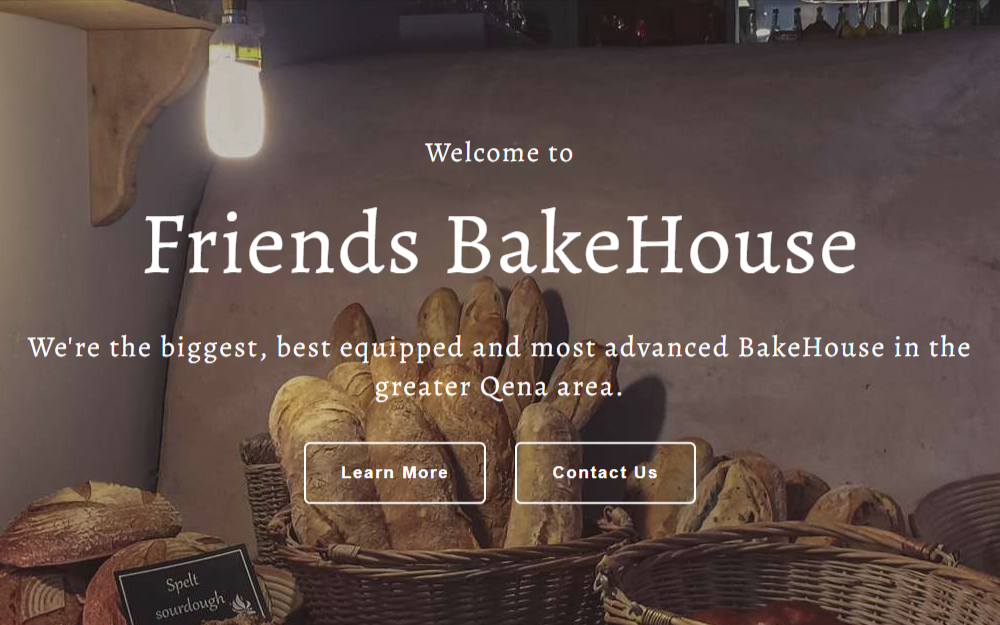 Welcome to
Friends BakeHouse
We're the biggest, best equipped and most advanced BakeHouse in the
greater Qena area.
Learn More
Contact Us
Spelt
sourdough